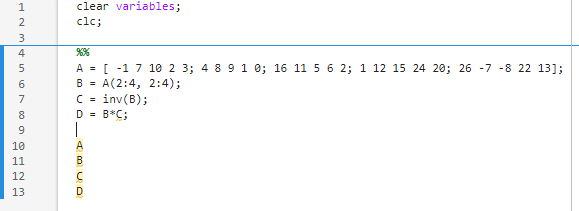 1 clear variables;
2 clc;
3
4 %%
5 A = [ -1 7 10 2 3; 4 8 9 1 0; 16 11 5 6 2; 1 12 15 24 20; 26 -7 -8 22 13];
6 B = A(2:4, 2:4);
7 C = inv(B);
8 D = B*C;
9
10 A
11 B
12 C
13 D